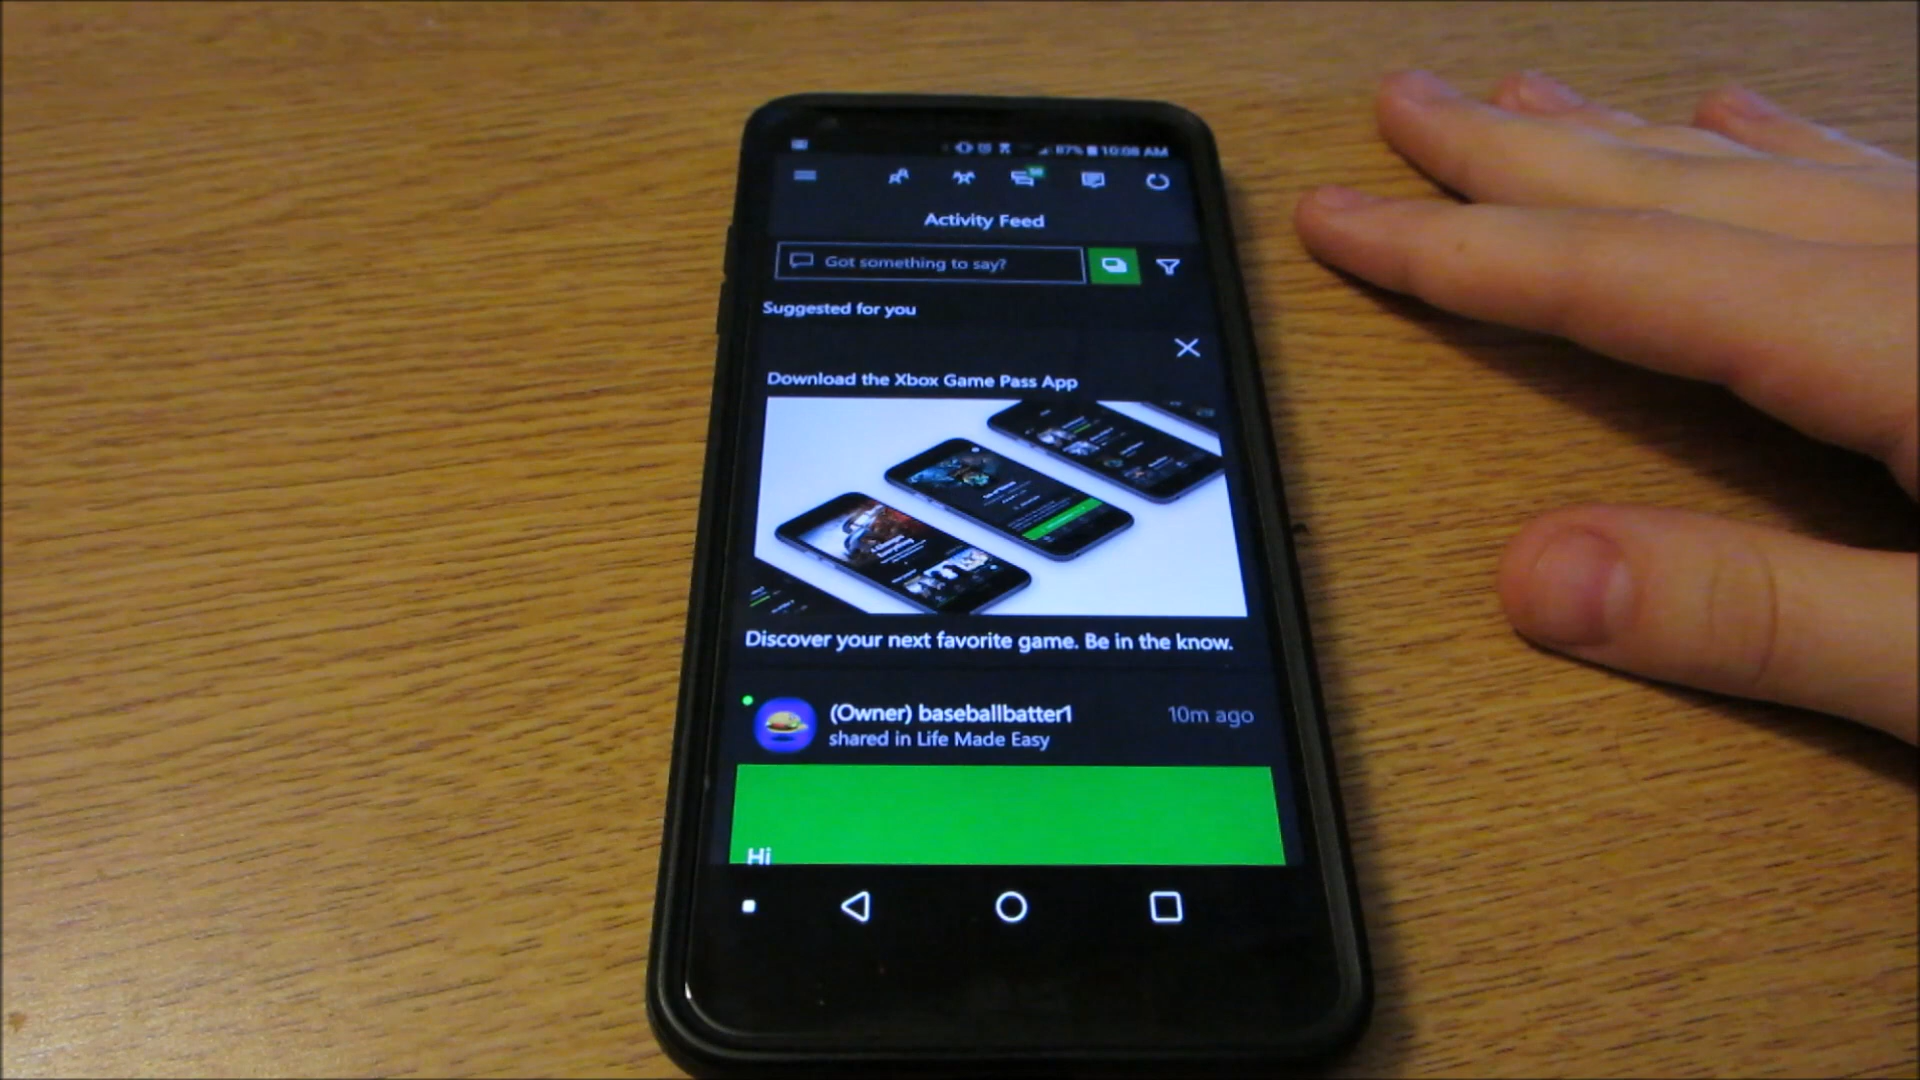 87% 10:08 AM
Activity Feed
Got something to say?
Suggested for you
Download the Xbox Game Pass App
Discover your next favorite game. Be in the know.
(Owner) baseballbatter1
10m ago
shared in Life Made Easy
Hi